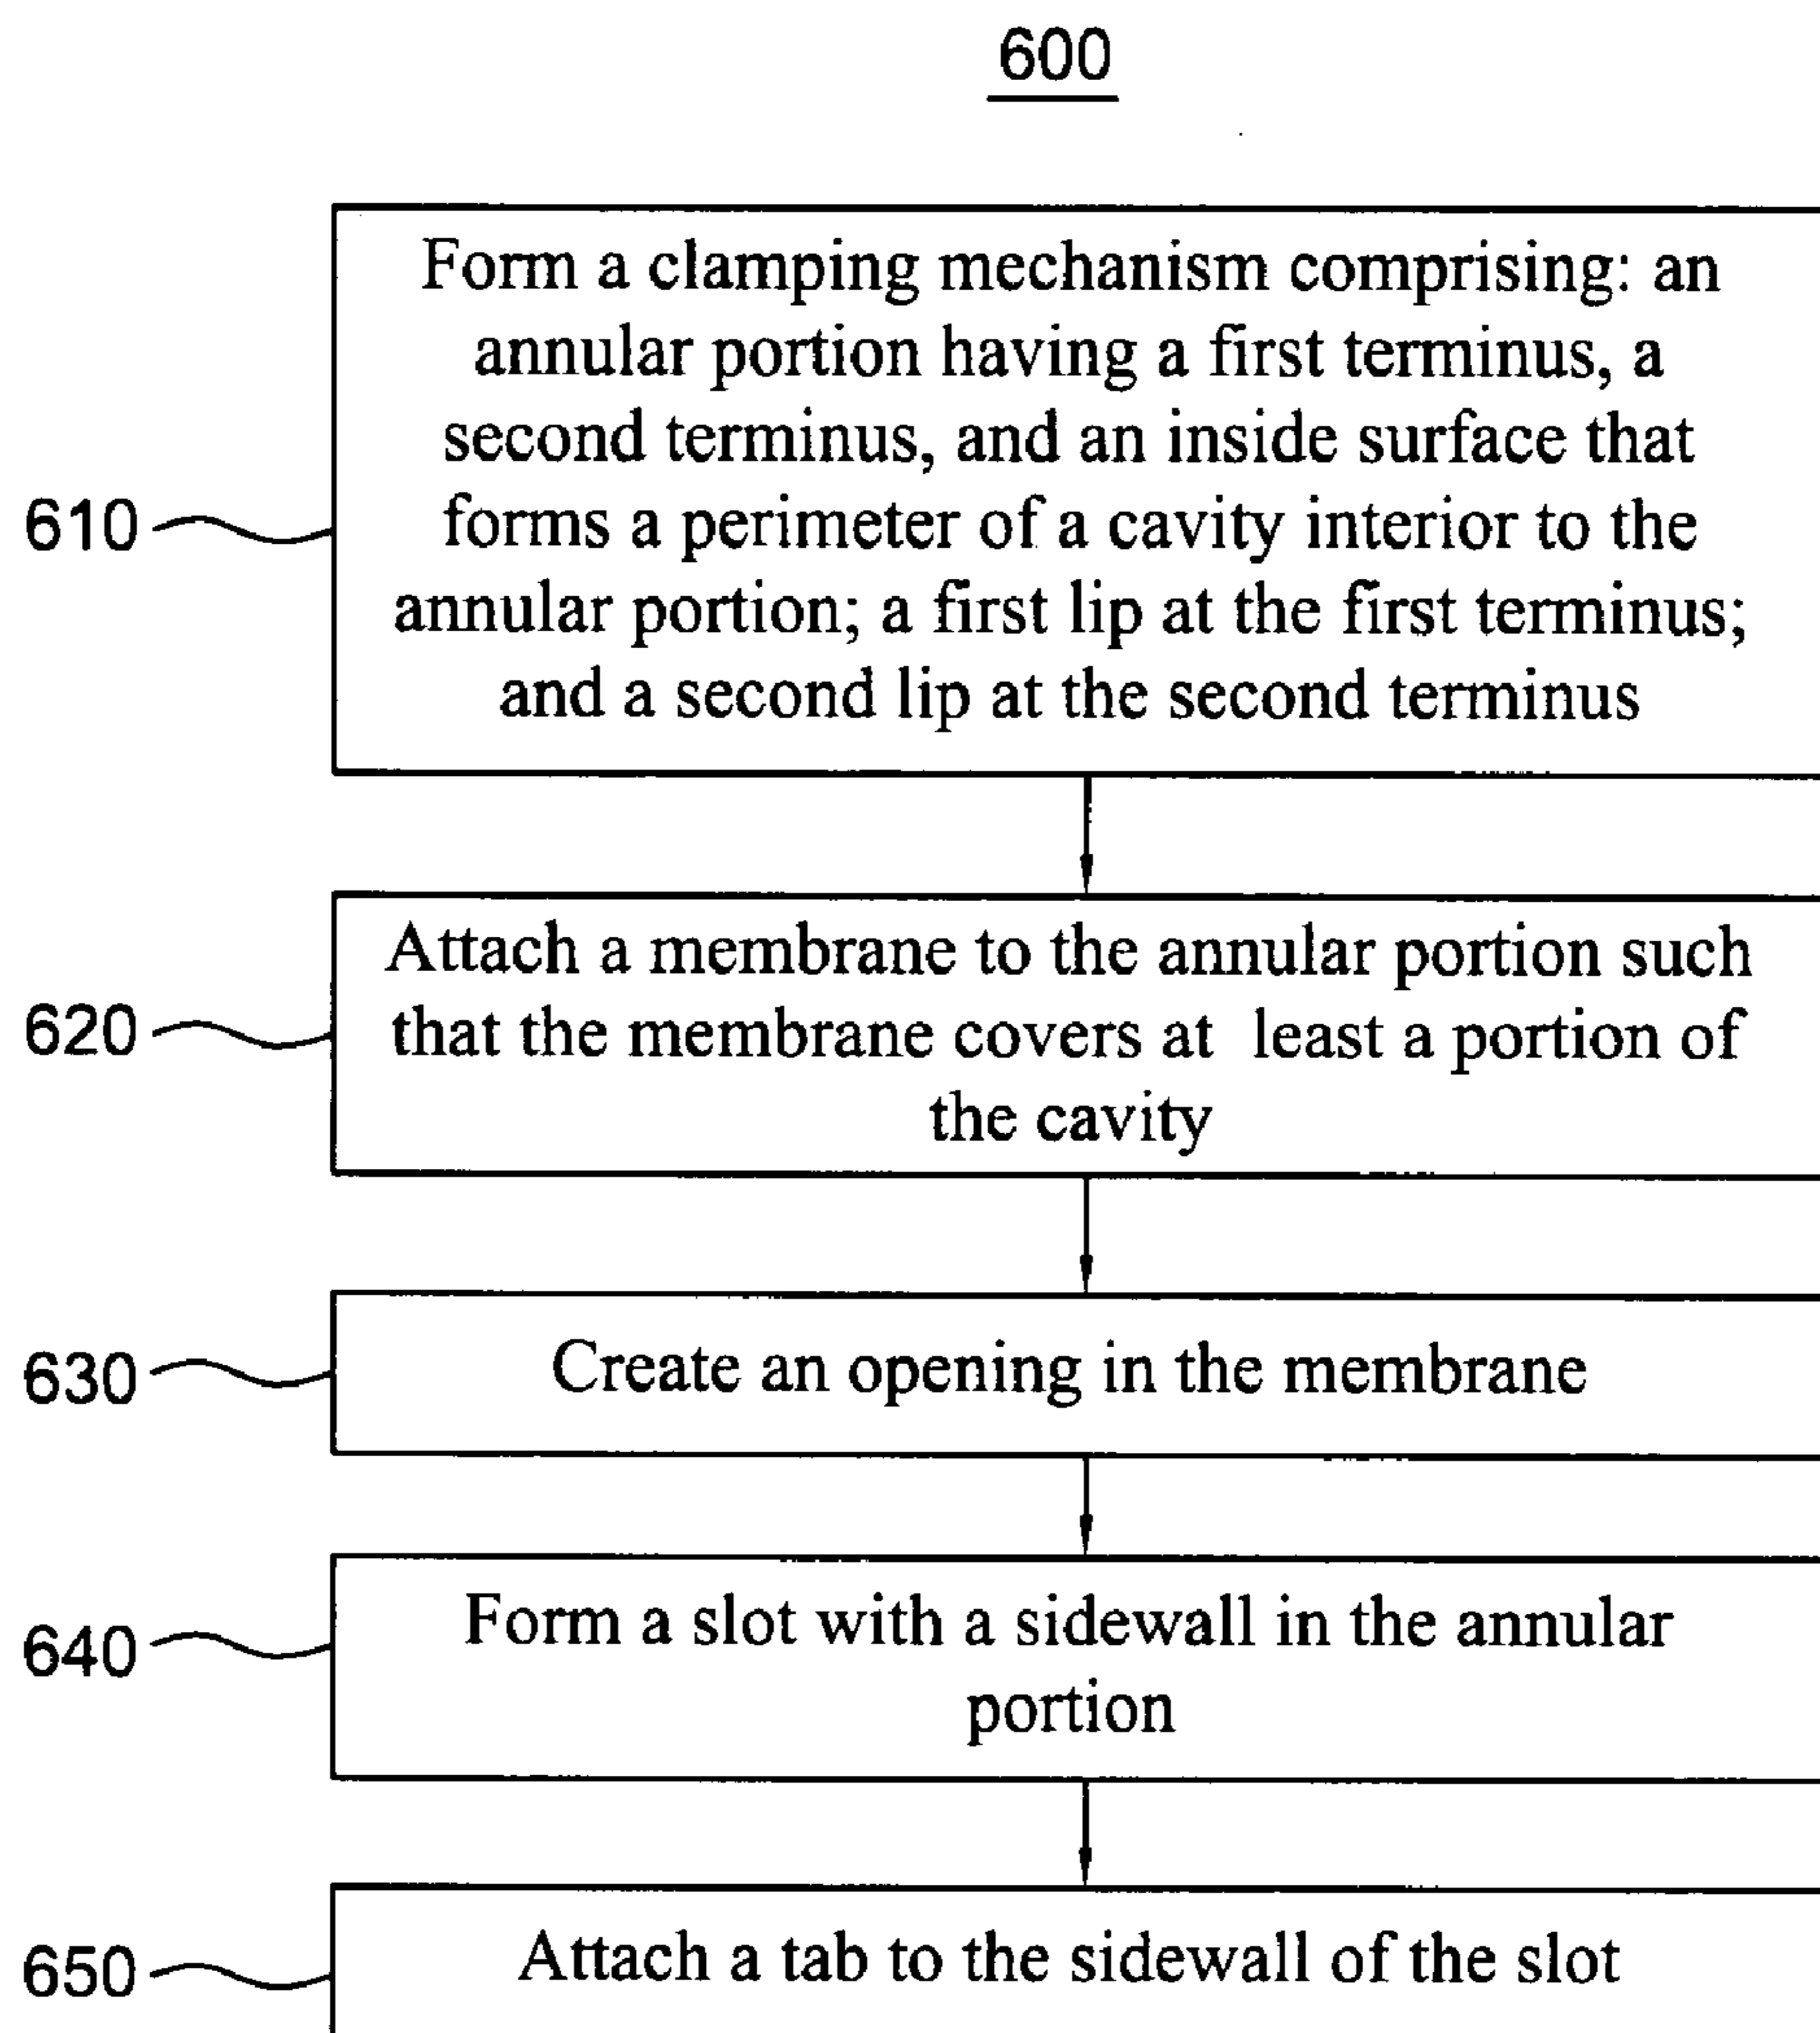 600
Form a clamping mechanism comprising: an
annular portion having a first terminus, a
second terminus, and an inside surface that
forms a perimeter of a cavity interior to the
annular portion; a first lip at the first terminus;
and a second lip at the second terminus
610
Attach a membrane to the annular portion such
that the membrane covers at least a portion of
the cavity
620
Create an opening in the membrane
630
Form a slot with a sidewall in the annular
portion
640
Attach a tab to the sidewall of the slot
650